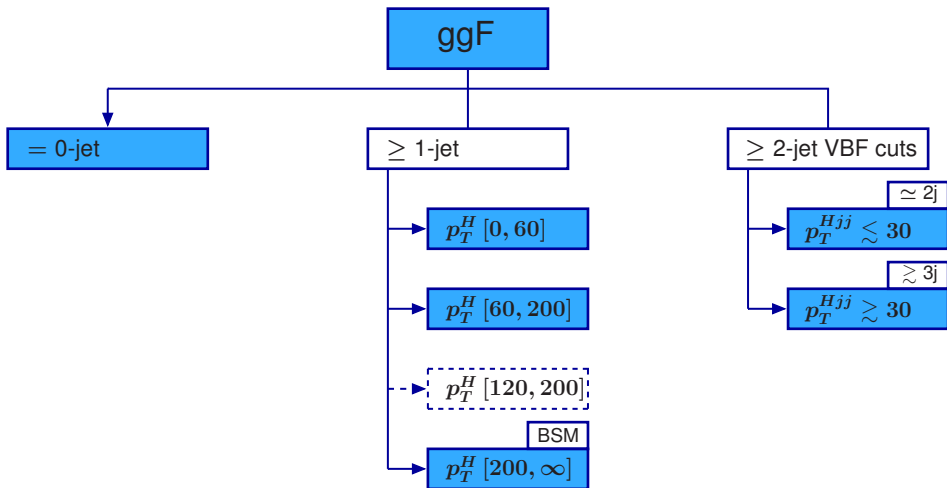 ggF
= 0-jet
≥ 1-jet
p_T^H [0, 60]
p_T^H [60, 200]
p_T^H [120, 200]
BSM
p_T^H [200, ∞]
≥ 2-jet VBF cuts
≃ 2j
p_T^{Hjj} ≲ 30
≳ 3j
p_T^{Hjj} ≳ 30